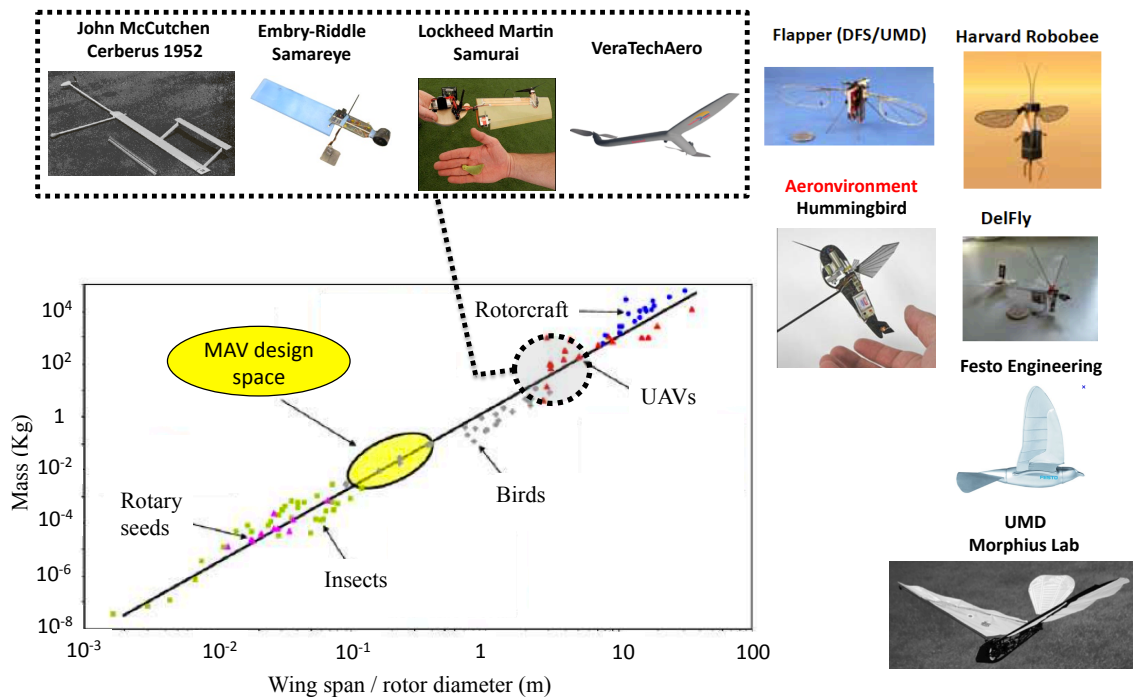 John McCutchen
Cerberus 1952
Embry-Riddle
Samareye
Lockheed Martin
Samurai
VeraTechAero
Flapper (DFS/UMD)
Harvard Robobee
Aeronvironment
Hummingbird
DelFly
Festo Engineering
FESTO
UMD
Morphius Lab
MAV design
space
Rotorcraft
UAVs
Birds
Rotary
seeds
Insects
Mass (Kg)
10^4
10^2
1
10^-2
10^-4
10^-6
10^-8
10^-3
10^-2
10^-1
1
10
100
Wing span / rotor diameter (m)